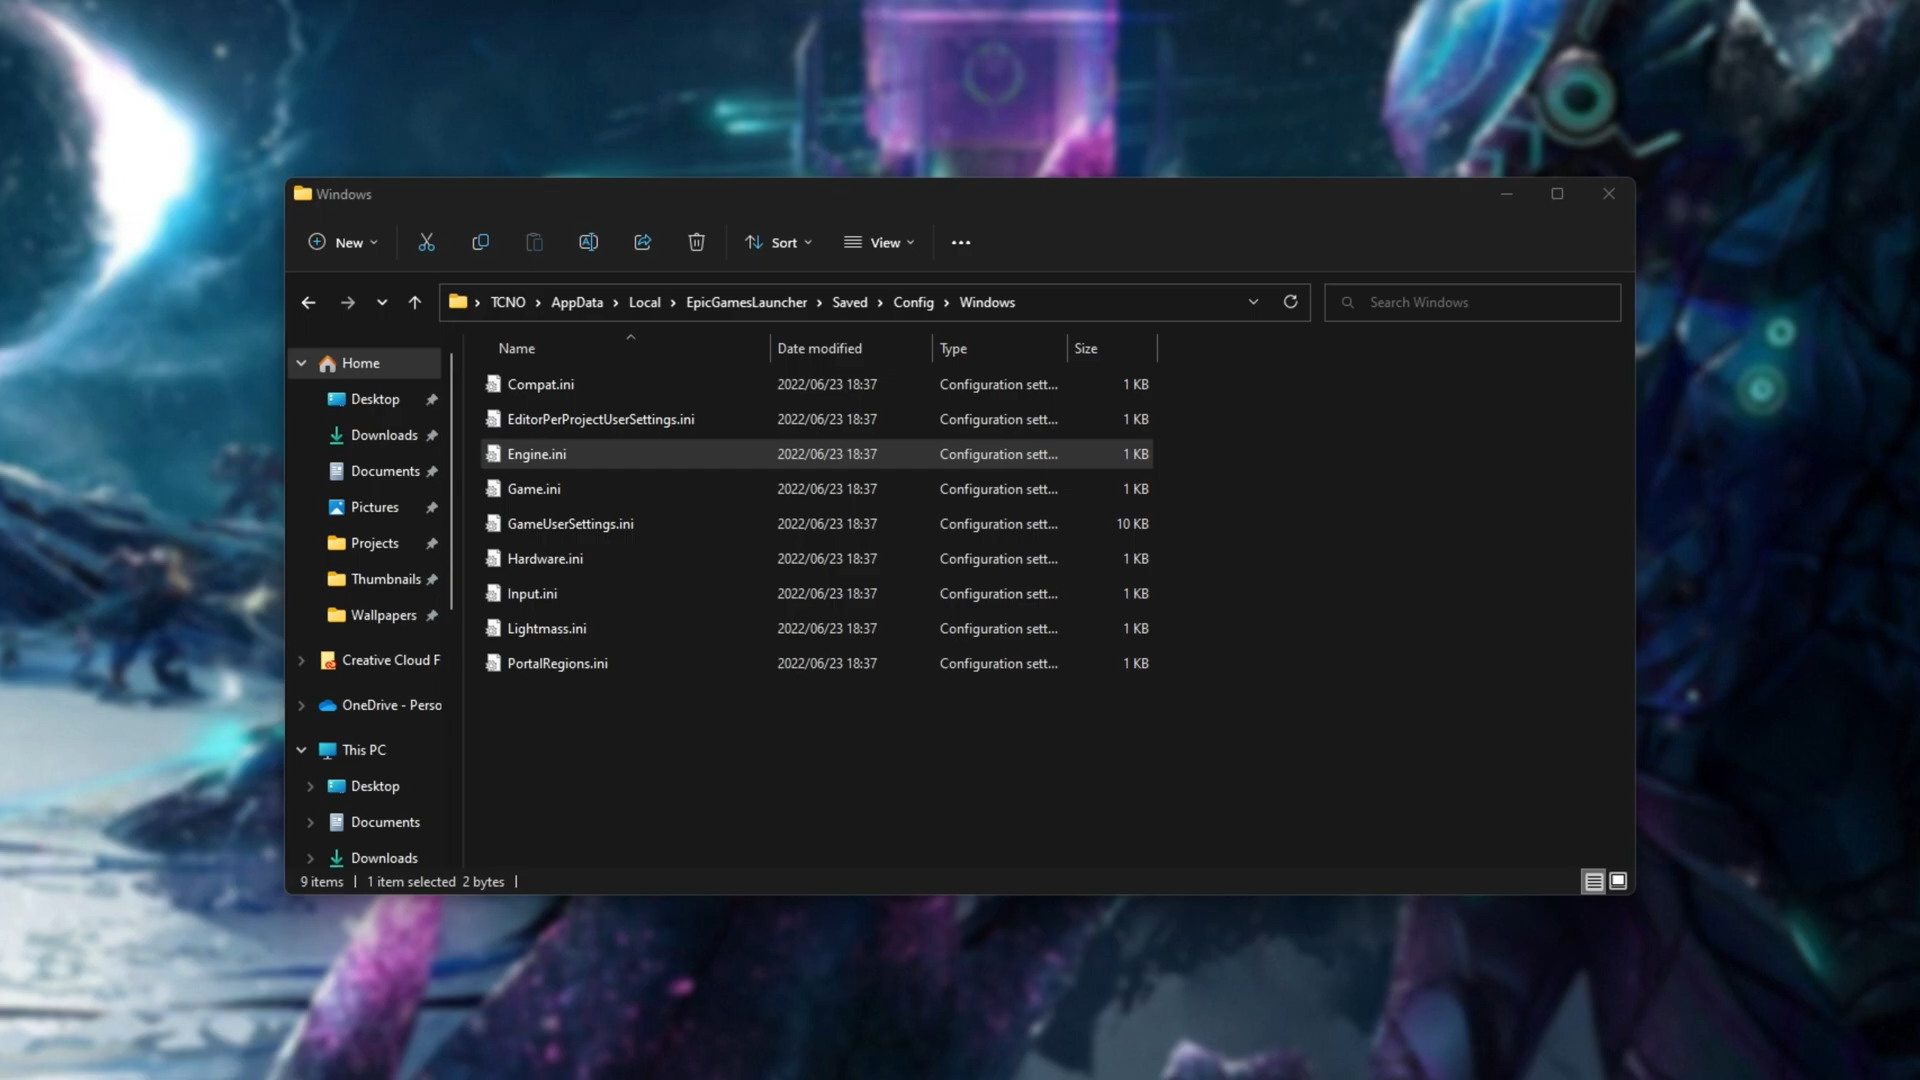 Windows
New
Sort
View
TCNO > AppData > Local > EpicGamesLauncher > Saved > Config > Windows
Search Windows
Name Date modified Type Size
Compat.ini 2022/06/23 18:37 Configuration sett... 1 KB
EditorPerProjectUserSettings.ini 2022/06/23 18:37 Configuration sett... 1 KB
Engine.ini 2022/06/23 18:37 Configuration sett... 1 KB
Game.ini 2022/06/23 18:37 Configuration sett... 1 KB
GameUserSettings.ini 2022/06/23 18:37 Configuration sett... 10 KB
Hardware.ini 2022/06/23 18:37 Configuration sett... 1 KB
Input.ini 2022/06/23 18:37 Configuration sett... 1 KB
Lightmass.ini 2022/06/23 18:37 Configuration sett... 1 KB
PortalRegions.ini 2022/06/23 18:37 Configuration sett... 1 KB
Home
Desktop
Downloads
Documents
Pictures
Projects
Thumbnails
Wallpapers
Creative Cloud F
OneDrive - Perso
This PC
Desktop
Documents
Downloads
9 items | 1 item selected 2 bytes |